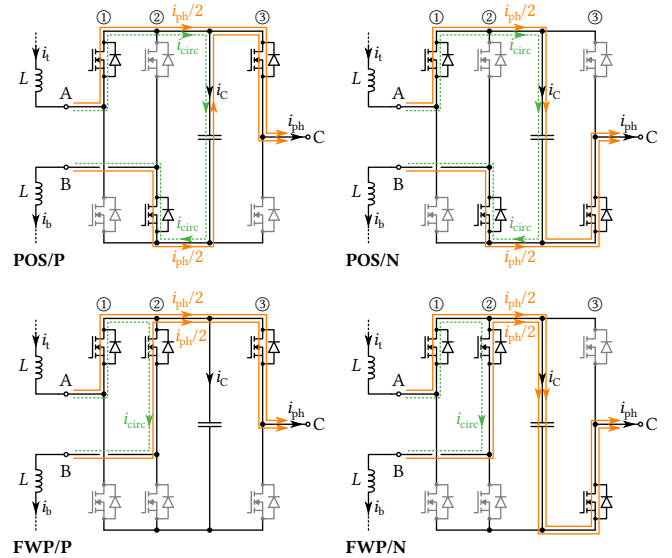 ① ② i_ph/2 ③
i_circ
i_t
L
A
i_C
i_ph
C
B
L
i_b
i_circ
i_ph/2
POS/P
① ② i_ph/2 ③
i_circ
i_t
L
A
i_C
i_ph
C
B
L
i_b
i_circ
i_ph/2
POS/N
① ② i_ph/2 ③
i_ph/2
i_t
L
A
i_C
i_circ
i_ph
C
B
L
i_b
FWP/P
① ② i_ph/2 ③
i_ph/2
i_t
L
A
i_C
i_circ
i_ph
C
B
L
i_b
FWP/N